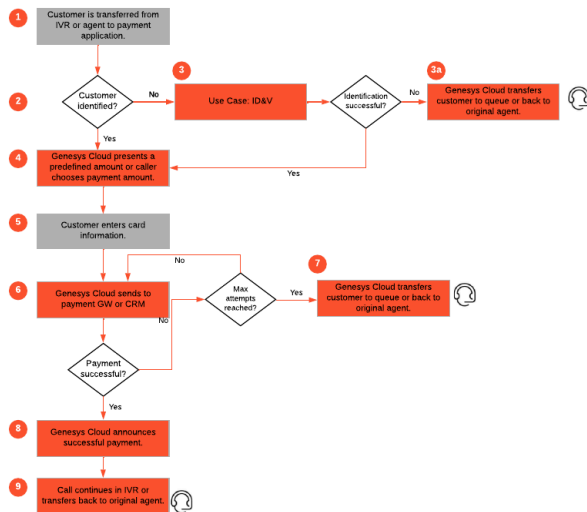 1
Customer is transferred from
IVR or agent to payment
application.
2
Customer
identified?
No
3
Use Case: ID&V
Identification
successful?
No
3a
Genesys Cloud transfers
customer to queue or back to
original agent.
Yes
Yes
4
Genesys Cloud presents a
predefined amount or caller
chooses payment amount.
5
Customer enters card
information.
No
6
Genesys Cloud sends to
payment GW or CRM
No
Max
attempts
reached?
Yes
7
Genesys Cloud transfers
customer to queue or back to
original agent.
Payment
successful?
Yes
8
Genesys Cloud announces
successful payment.
9
Call continues in IVR or
transfers back to original agent.